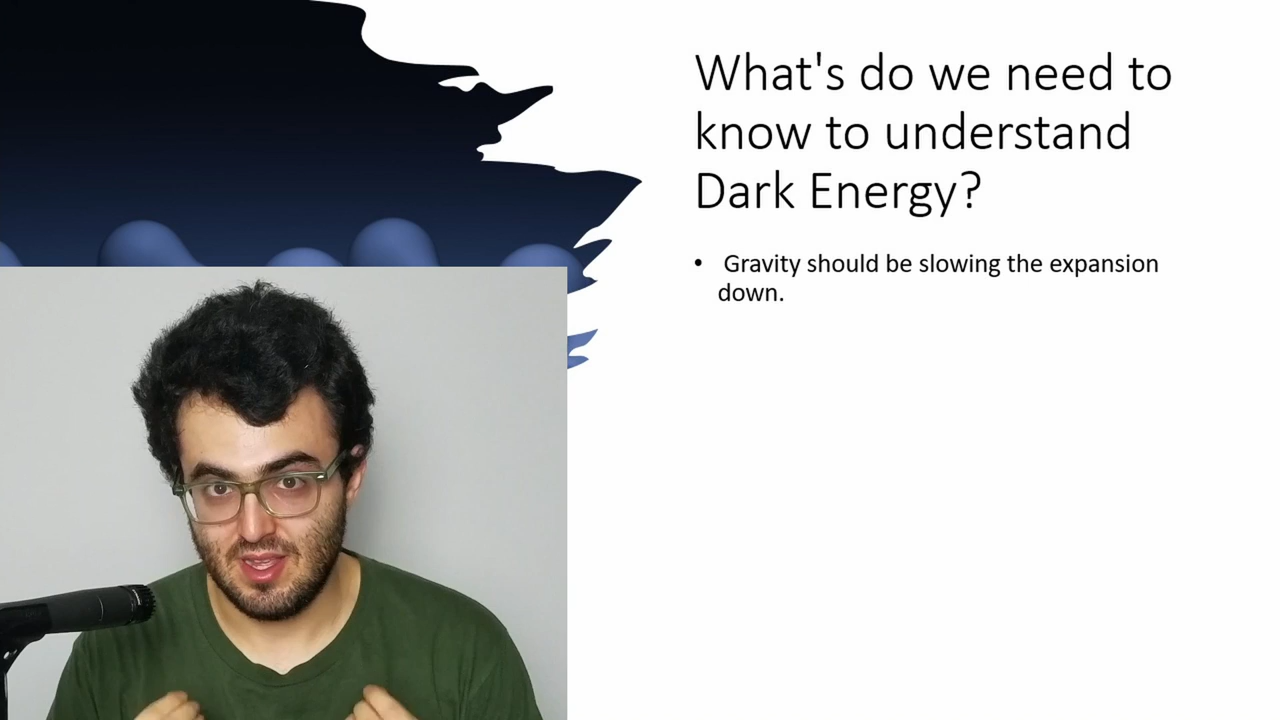 What's do we need to
know to understand
Dark Energy?
• Gravity should be slowing the expansion
down.